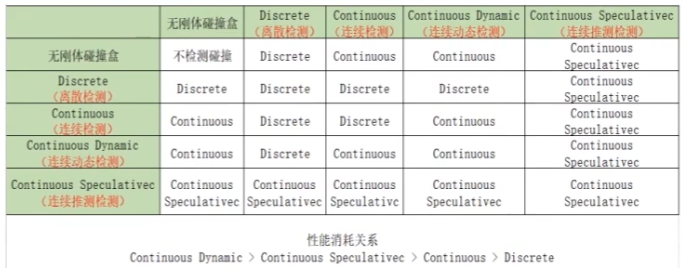 无刚体碰撞盒 Discrete Continuous Continuous Dynamic Continuous Speculativec
(离散检测) (连续检测) (连续动态检测) (连续推测检测)
无刚体碰撞盒 不检测碰撞 Discrete Continuous Continuous Continuous
Speculativec
Discrete Discrete Discrete Discrete Discrete Continuous
(离散检测) Speculativec
Continuous Continuous Discrete Discrete Continuous Continuous
(连续检测) Speculativec
Continuous Dynamic Continuous Discrete Continuous Continuous Continuous
(连续动态检测) Speculativec
Continuous Speculativec Continuous Continuous Continuous Continuous Continuous
(连续推测检测) Speculativec Speculativec Speculativc Speculativec Speculativec
性能消耗关系
Continuous Dynamic > Continuous Speculativec > Continuous > Discrete